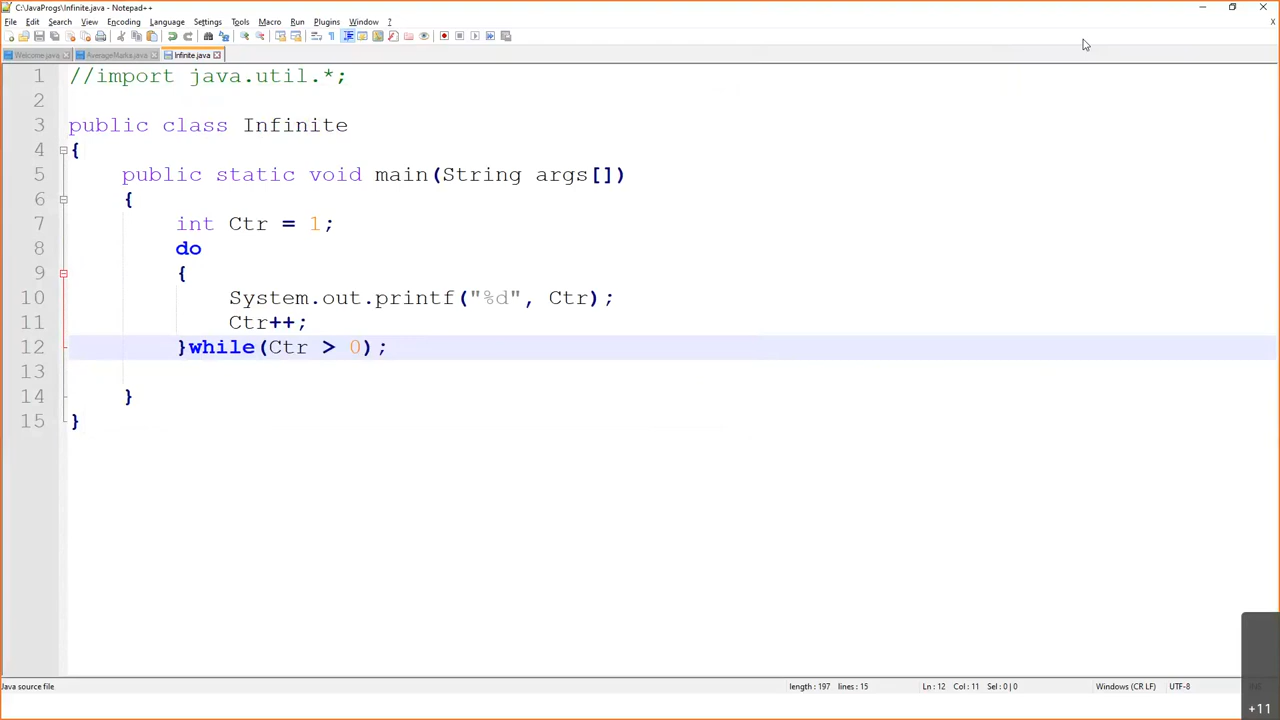 C:\JavaProgs\Infinite.java - Notepad++
File Edit Search View Encoding Language Settings Tools Macro Run Plugins Window ?
Welcome.java AverageMarks.java Infinite.java
1 //import java.util.*;
2
3 public class Infinite
4 {
5 public static void main(String args[])
6 {
7 int Ctr = 1;
8 do
9 {
10 System.out.printf("%d", Ctr);
11 Ctr++;
12 }while(Ctr > 0);
13
14 }
15 }
Java source file length : 197 lines : 15 Ln : 12 Col : 11 Sel : 0 | 0 Windows (CR LF) UTF-8
+11